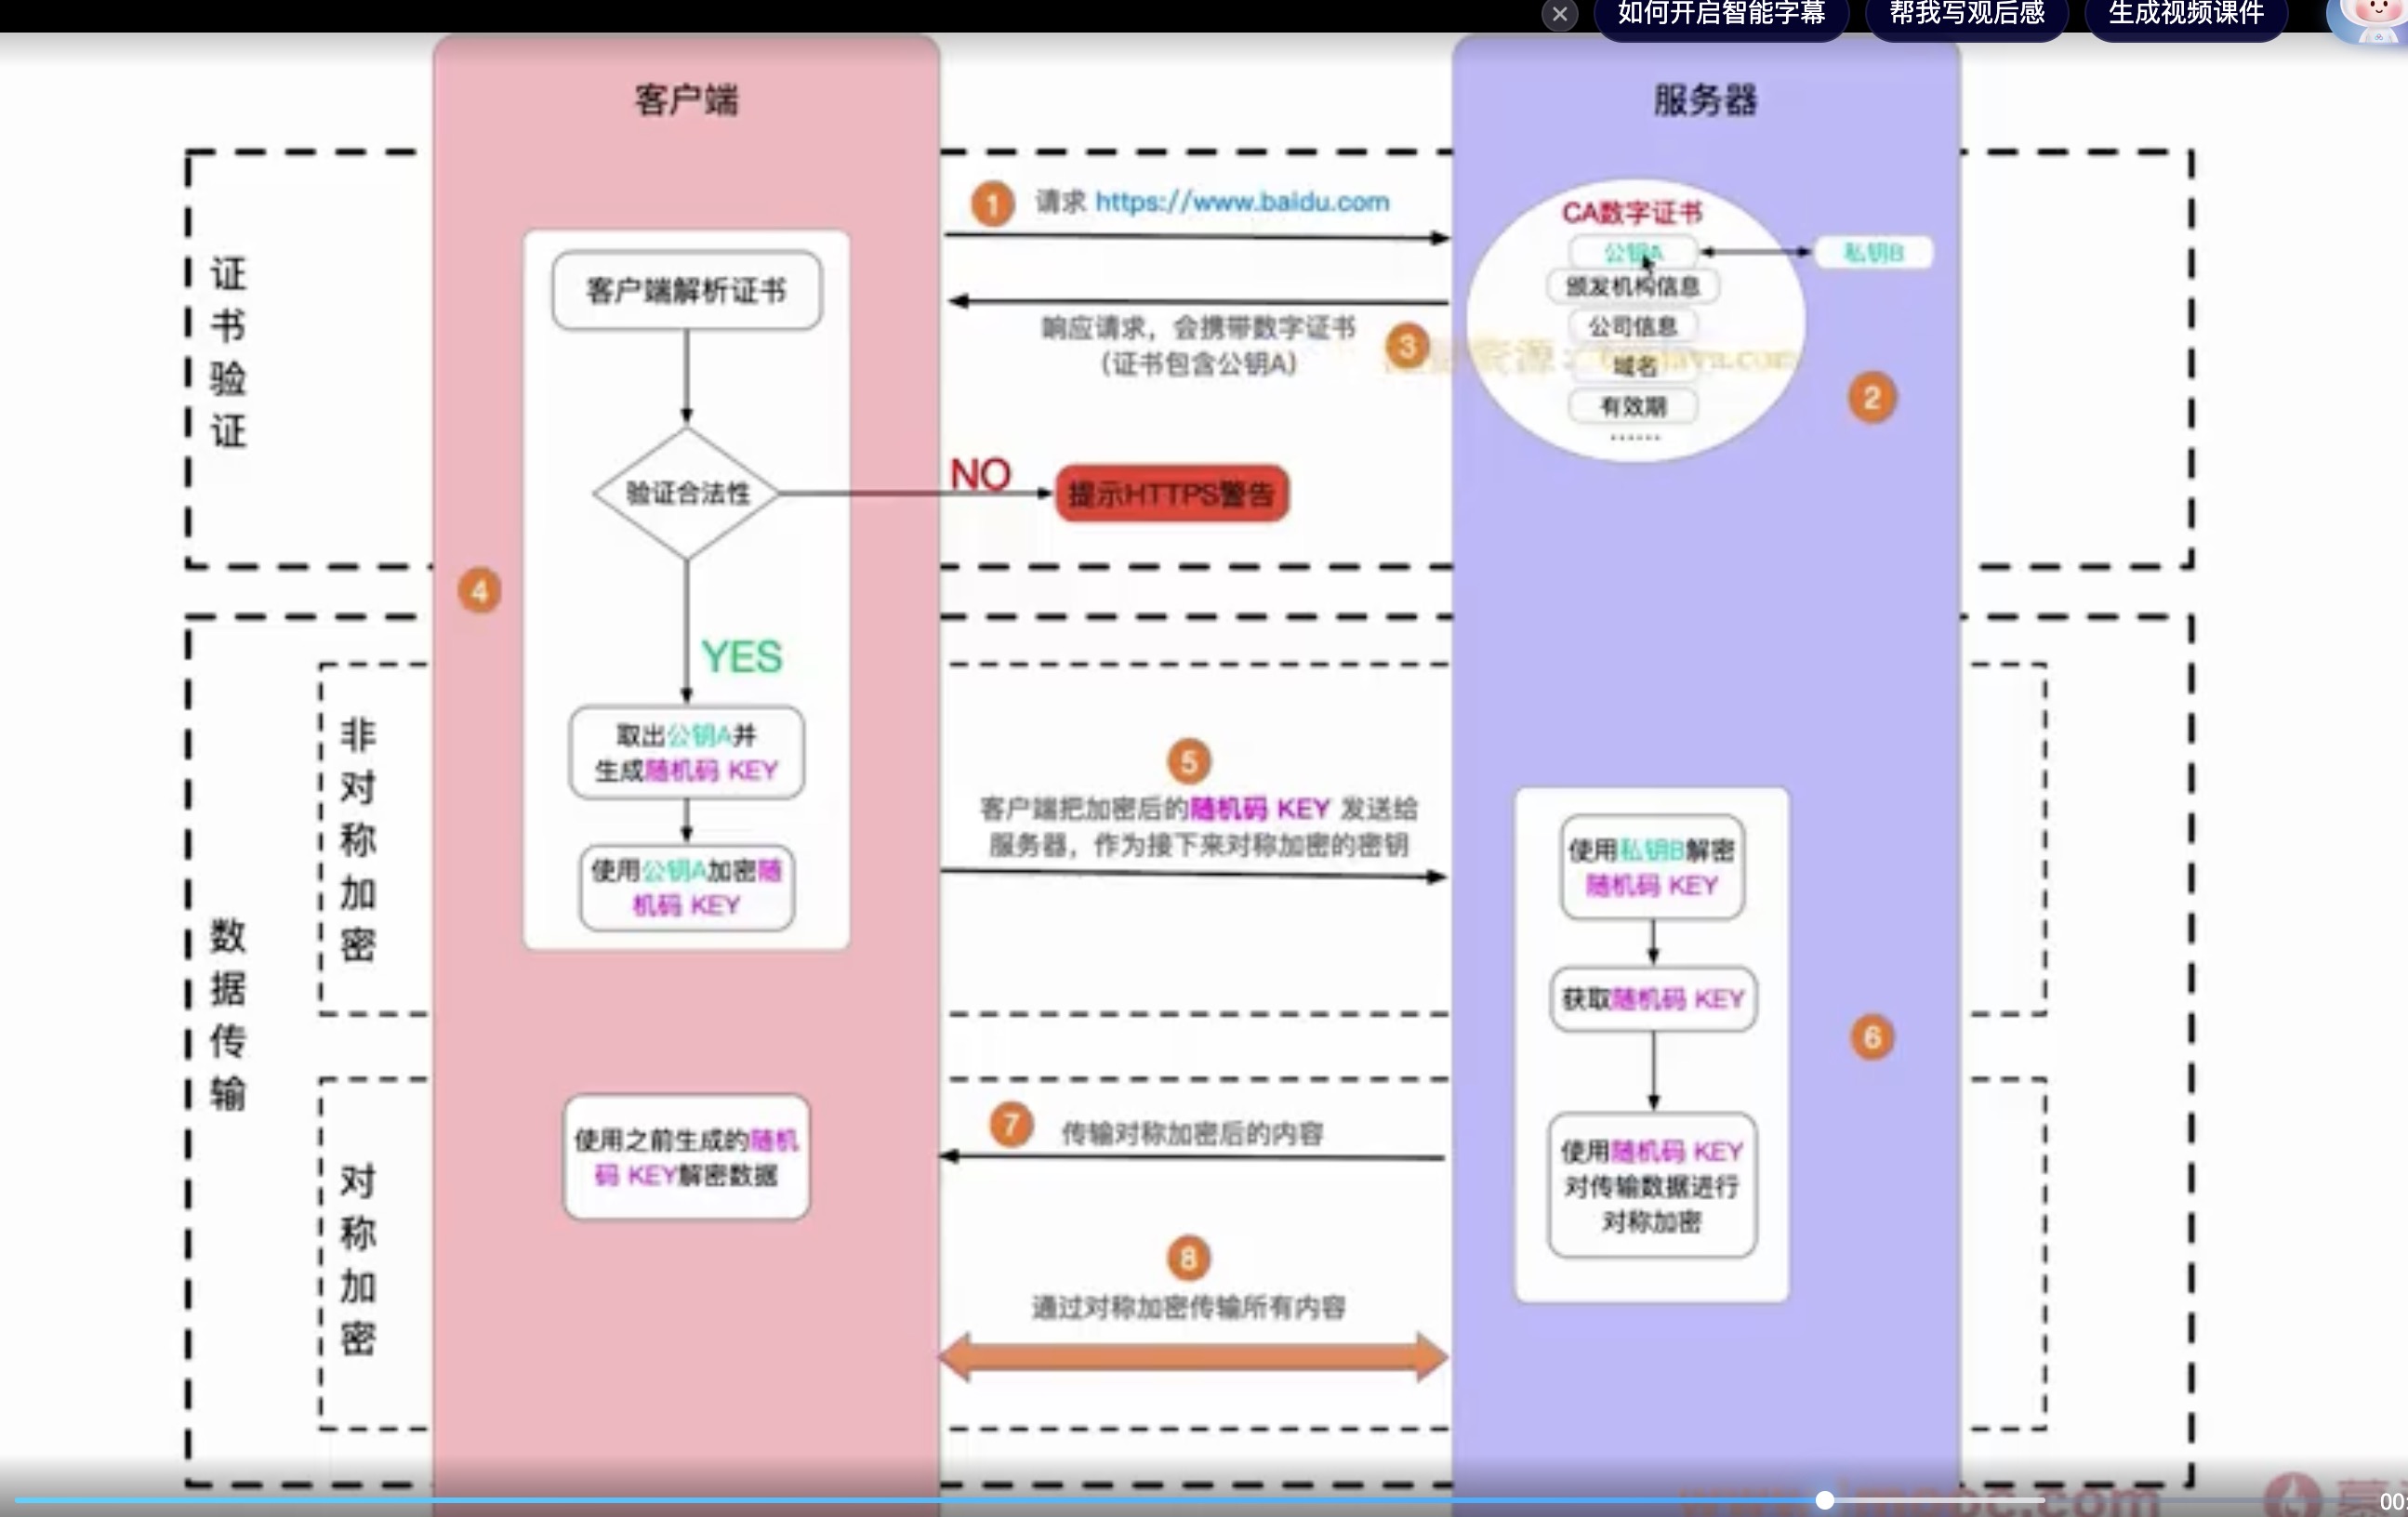 如何开启智能字幕
帮我写观后感
生成视频课件
客户端
服务器
证书验证
1
请求 https://www.baidu.com
CA数字证书
公钥A
私钥B
颁发机构信息
公司信息
域名
有效期
......
2
响应请求，会携带数字证书
（证书包含公钥A）
3
客户端解析证书
验证合法性
NO
提示HTTPS警告
4
YES
数据传输
非对称加密
取出公钥A并
生成随机码 KEY
使用公钥A加密随
机码 KEY
5
客户端把加密后的随机码 KEY 发送给
服务器，作为接下来对称加密的密钥
使用私钥B解密
随机码 KEY
获取随机码 KEY
6
使用随机码 KEY
对传输数据进行
对称加密
对称加密
7
传输对称加密后的内容
使用之前生成的随机
码 KEY解密数据
8
通过对称加密传输所有内容
00: